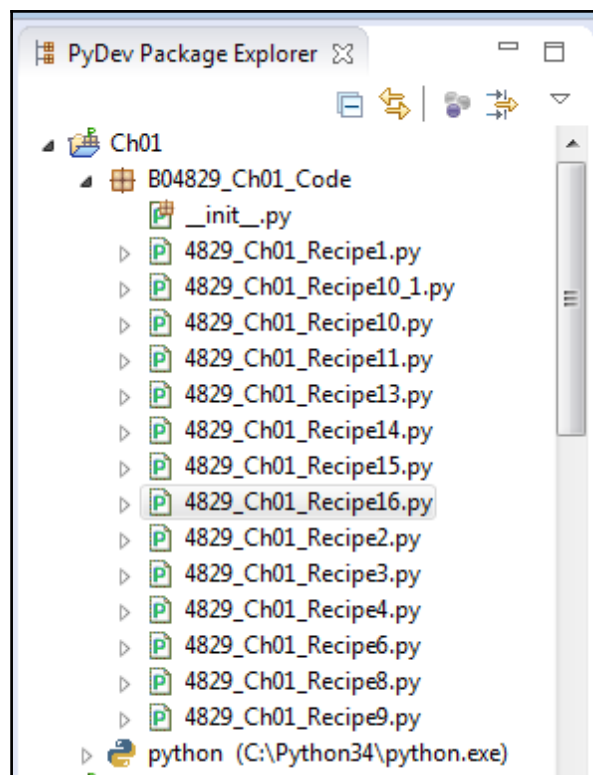 PyDev Package Explorer
Ch01
B04829_Ch01_Code
__init__.py
4829_Ch01_Recipe1.py
4829_Ch01_Recipe10_1.py
4829_Ch01_Recipe10.py
4829_Ch01_Recipe11.py
4829_Ch01_Recipe13.py
4829_Ch01_Recipe14.py
4829_Ch01_Recipe15.py
4829_Ch01_Recipe16.py
4829_Ch01_Recipe2.py
4829_Ch01_Recipe3.py
4829_Ch01_Recipe4.py
4829_Ch01_Recipe6.py
4829_Ch01_Recipe8.py
4829_Ch01_Recipe9.py
python (C:\Python34\python.exe)